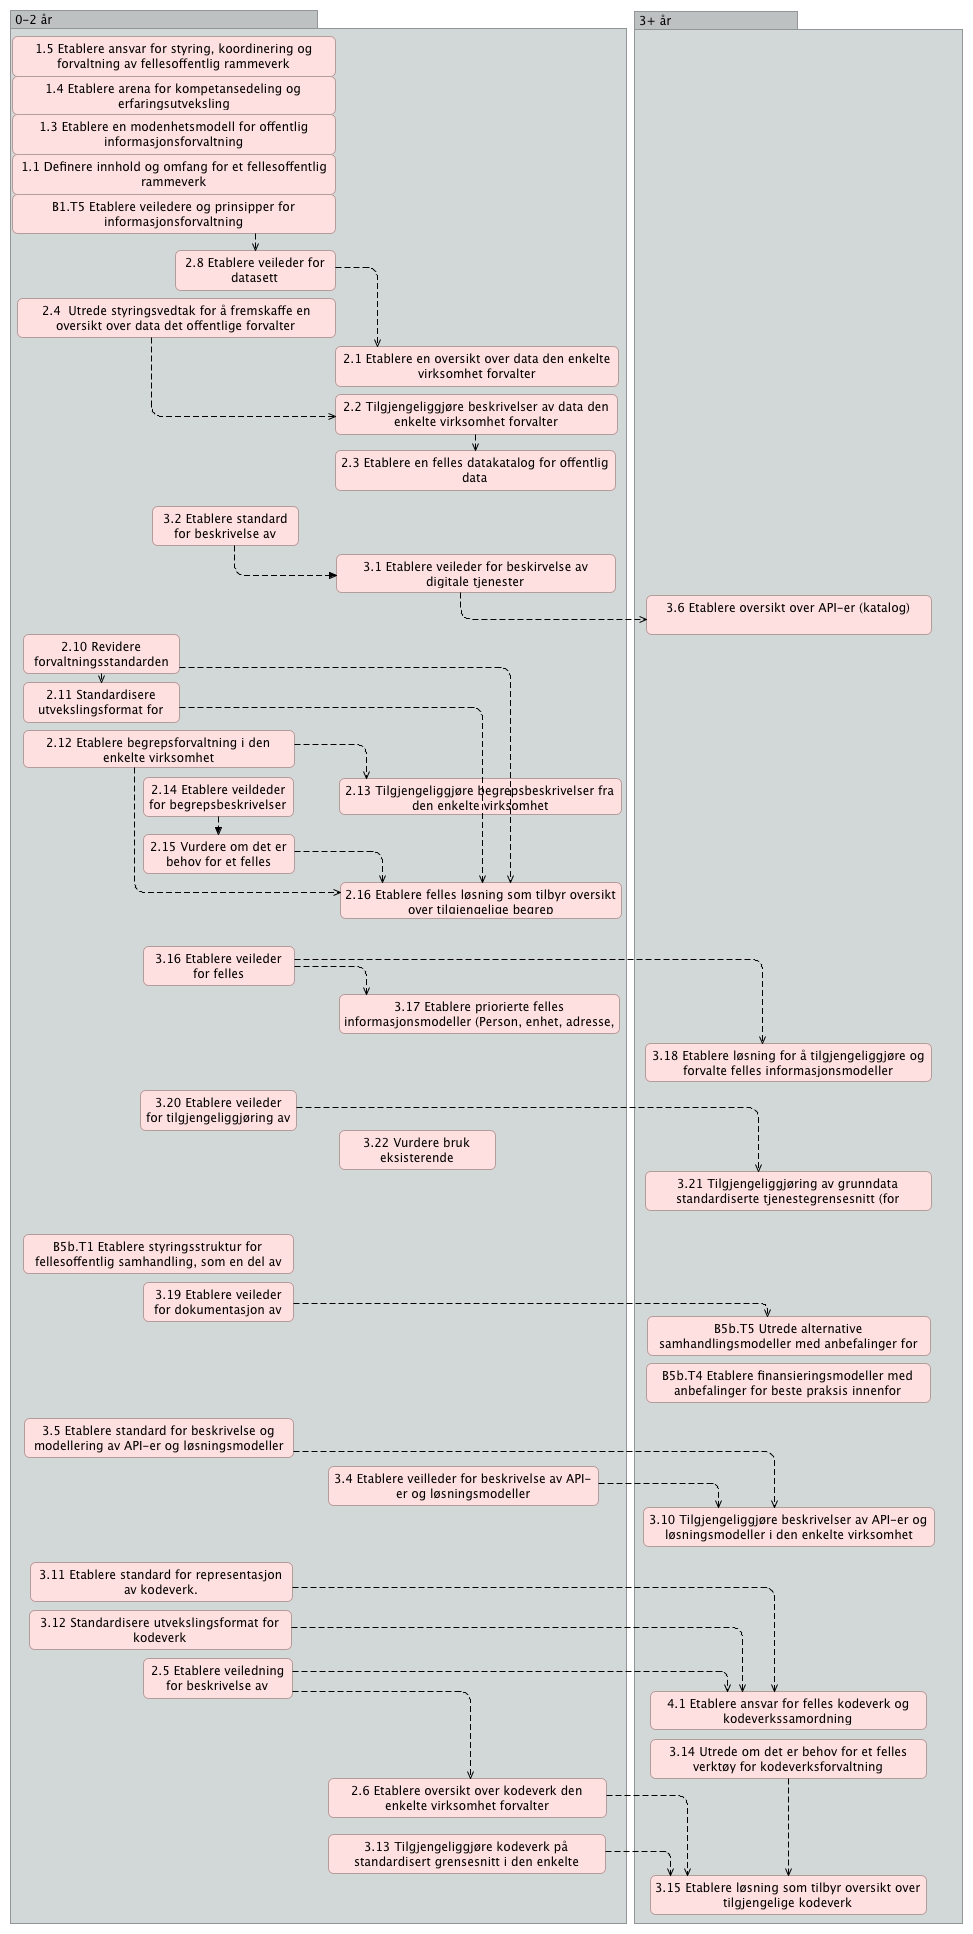 0-2 år
3+ år
1.5 Etablere ansvar for styring, koordinering og
forvaltning av fellesoffentlig rammeverk
1.4 Etablere arena for kompetansedeling og
erfaringsutveksling
1.3 Etablere en modenhetsmodell for offentlig
informasjonsforvaltning
1.1 Definere innhold og omfang for et fellesoffentlig
rammeverk
B1.T5 Etablere veiledere og prinsipper for
informasjonsforvaltning
2.8 Etablere veileder for
datasett
2.4 Utrede styringsvedtak for å fremskaffe en
oversikt over data det offentlige forvalter
2.1 Etablere en oversikt over data den enkelte
virksomhet forvalter
2.2 Tilgjengeliggjøre beskrivelser av data den
enkelte virksomhet forvalter
2.3 Etablere en felles datakatalog for offentlig
data
3.2 Etablere standard
for beskrivelse av
3.1 Etablere veileder for beskirvelse av
digitale tjenester
3.6 Etablere oversikt over API-er (katalog)
2.10 Revidere
forvaltningsstandarden
2.11 Standardisere
utvekslingsformat for
2.12 Etablere begrepsforvaltning i den
enkelte virksomhet
2.14 Etablere veildeder
for begrepsbeskrivelser
2.13 Tilgjengeliggjøre begrepsbeskrivelser fra
den enkelte virksomhet
2.15 Vurdere om det er
behov for et felles
2.16 Etablere felles løsning som tilbyr oversikt
over tilgjengelige begrep
3.16 Etablere veileder
for felles
3.17 Etablere priorierte felles
informasjonsmodeller (Person, enhet, adresse,
3.18 Etablere løsning for å tilgjengeliggjøre og
forvalte felles informasjonsmodeller
3.20 Etablere veileder
for tilgjengeliggjøring av
3.22 Vurdere bruk
eksisterende
3.21 Tilgjengeliggjøring av grunndata
standardiserte tjenestegrensesnitt (for
B5b.T1 Etablere styringsstruktur for
fellesoffentlig samhandling, som en del av
3.19 Etablere veileder
for dokumentasjon av
B5b.T5 Utrede alternative
samhandlingsmodeller med anbefalinger for
B5b.T4 Etablere finansieringsmodeller med
anbefalinger for beste praksis innenfor
3.5 Etablere standard for beskrivelse og
modellering av API-er og løsningsmodeller
3.4 Etablere veilleder for beskrivelse av API-
er og løsningsmodeller
3.10 Tilgjengeliggjøre beskrivelser av API-er og
løsningsmodeller i den enkelte virksomhet
3.11 Etablere standard for representasjon
av kodeverk.
3.12 Standardisere utvekslingsformat for
kodeverk
2.5 Etablere veiledning
for beskrivelse av
4.1 Etablere ansvar for felles kodeverk og
kodeverkssamordning
3.14 Utrede om det er behov for et felles
verktøy for kodeverksforvaltning
2.6 Etablere oversikt over kodeverk den
enkelte virksomhet forvalter
3.13 Tilgjengeliggjøre kodeverk på
standardisert grensesnitt i den enkelte
3.15 Etablere løsning som tilbyr oversikt over
tilgjengelige kodeverk